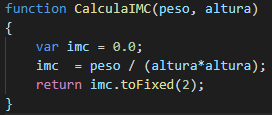 function CalculaIMC(peso, altura)
{
    var imc = 0.0;
    imc  = peso / (altura*altura);
    return imc.toFixed(2);
}